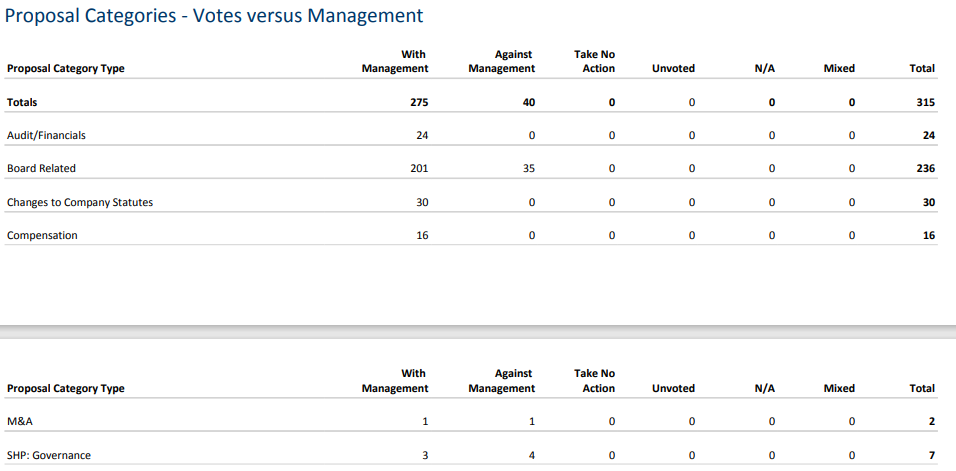 Proposal Categories - Votes versus Management
With Against Take No
Proposal Category Type Management Management Action Unvoted N/A Mixed Total
Totals 275 40 0 0 0 0 315
Audit/Financials 24 0 0 0 0 0 24
Board Related 201 35 0 0 0 0 236
Changes to Company Statutes 30 0 0 0 0 0 30
Compensation 16 0 0 0 0 0 16
With Against Take No
Proposal Category Type Management Management Action Unvoted N/A Mixed Total
M&A 1 1 0 0 0 0 2
SHP: Governance 3 4 0 0 0 0 7